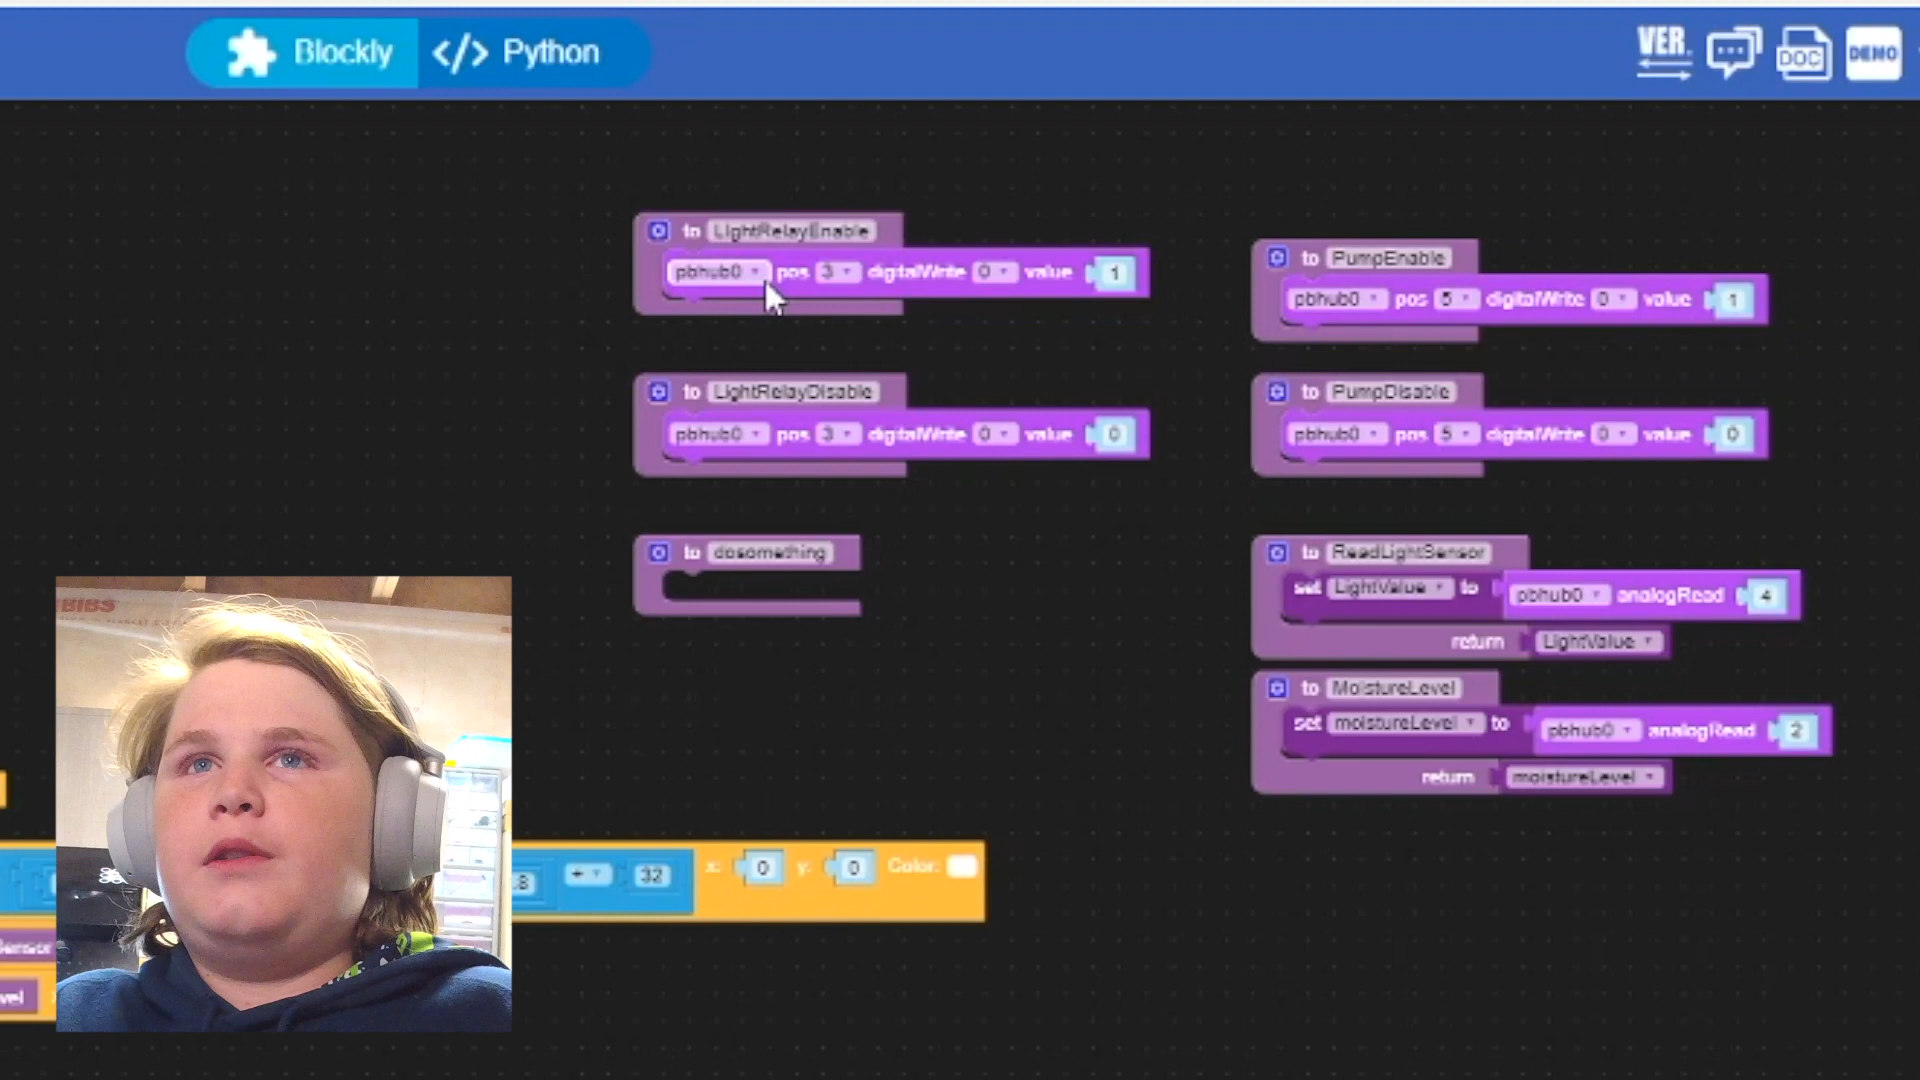 Blockly </> Python
VER. DOC DEMO
to LightRelayEnable
pbhub0 pos 3 digitalWrite 0 value 1
to PumpEnable
pbhub0 pos 5 digitalWrite 0 value 1
to LightRelayDisable
pbhub0 pos 3 digitalWrite 0 value 0
to PumpDisable
pbhub0 pos 5 digitalWrite 0 value 0
to dosomething
to ReadLightSensor
set LightValue to pbhub0 analogRead 4
return LightValue
to MoistureLevel
set moistureLevel to pbhub0 analogRead 2
return moistureLevel
BIBS
32 x: 0 y: 0 Color:
Sensor
vel